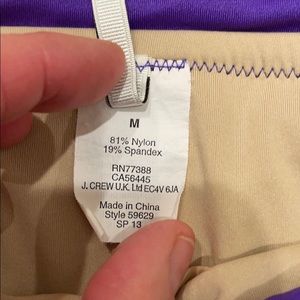 M
81% Nylon
19% Spandex
RN77388
CA56445
J. CREW U.K. Ltd EC4V 6JA
Made in China
Style 59629
SP 13